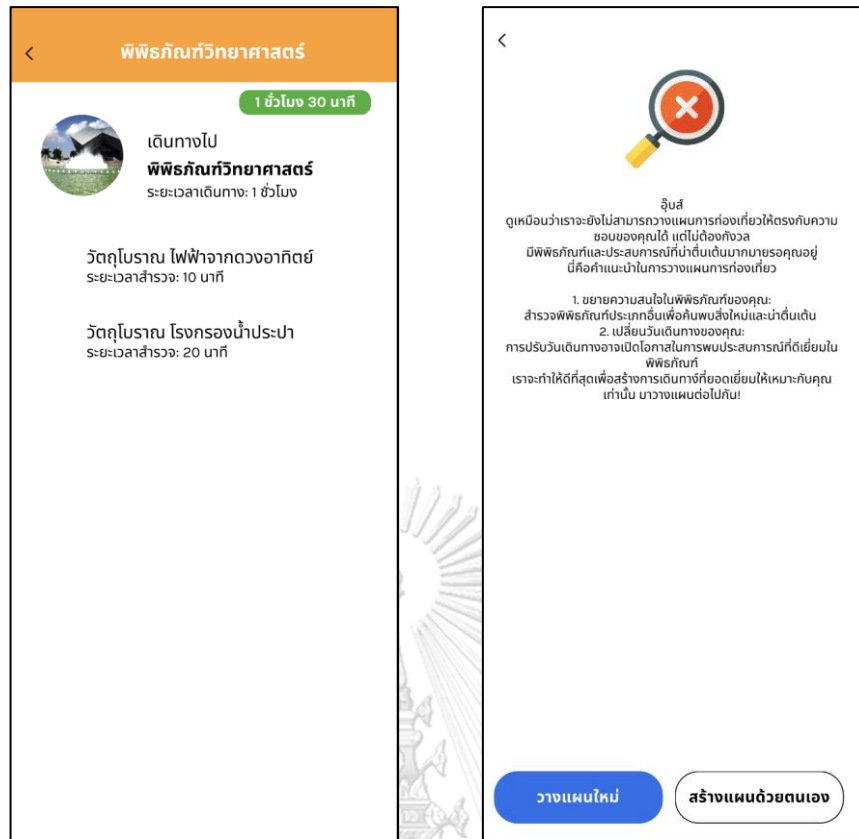 พิพิธภัณฑ์วิทยาศาสตร์
1 ชั่วโมง 30 นาที
เดินทางไป
พิพิธภัณฑ์วิทยาศาสตร์
ระยะเวลาเดินทาง: 1 ชั่วโมง
วัตถุโบราณ ไฟฟ้าจากดวงอาทิตย์
ระยะเวลาสำรวจ: 10 นาที
วัตถุโบราณ โรงกรองน้ำประปา
ระยะเวลาสำรวจ: 20 นาที
อุ๊บส์
ดูเหมือนว่าเราจะยังไม่สามารถวางแผนการท่องเที่ยวให้ตรงกับความ
ชอบของคุณได้ แต่ไม่ต้องกังวล
มีพิพิธภัณฑ์และประสบการณ์ที่น่าตื่นเต้นมากมายรอคุณอยู่
นี่คือคำแนะนำในการวางแผนการท่องเที่ยว
1. ขยายความสนใจในพิพิธภัณฑ์ของคุณ:
สำรวจพิพิธภัณฑ์ประเภทอื่นเพื่อค้นพบสิ่งใหม่และน่าตื่นเต้น
2. เปลี่ยนวันเดินทางของคุณ:
การปรับวันเดินทางอาจเปิดโอกาสในการพบประสบการณ์ที่ดีเยี่ยมใน
พิพิธภัณฑ์
เราจะทำให้ดีที่สุดเพื่อสร้างการเดินทางที่ยอดเยี่ยมให้เหมาะกับคุณ
เท่านั้น มาวางแผนต่อไปกัน!
วางแผนใหม่
สร้างแผนด้วยตนเอง